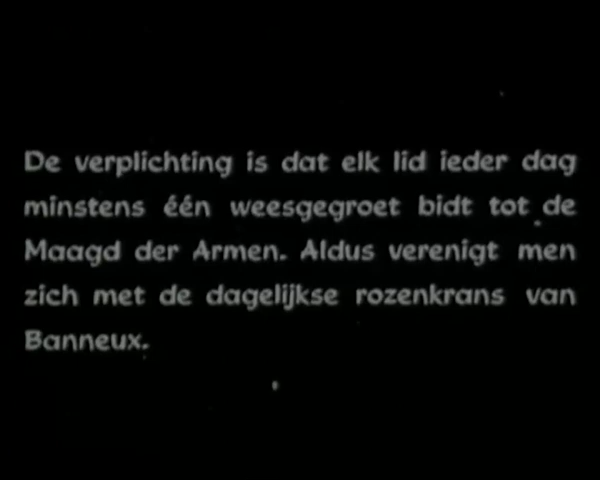 De verplichting is dat elk lid ieder dag
minstens één weesgegroet bidt tot de
Maagd der Armen. Aldus verenigt men
zich met de dagelijkse rozenkrans van
Banneux.